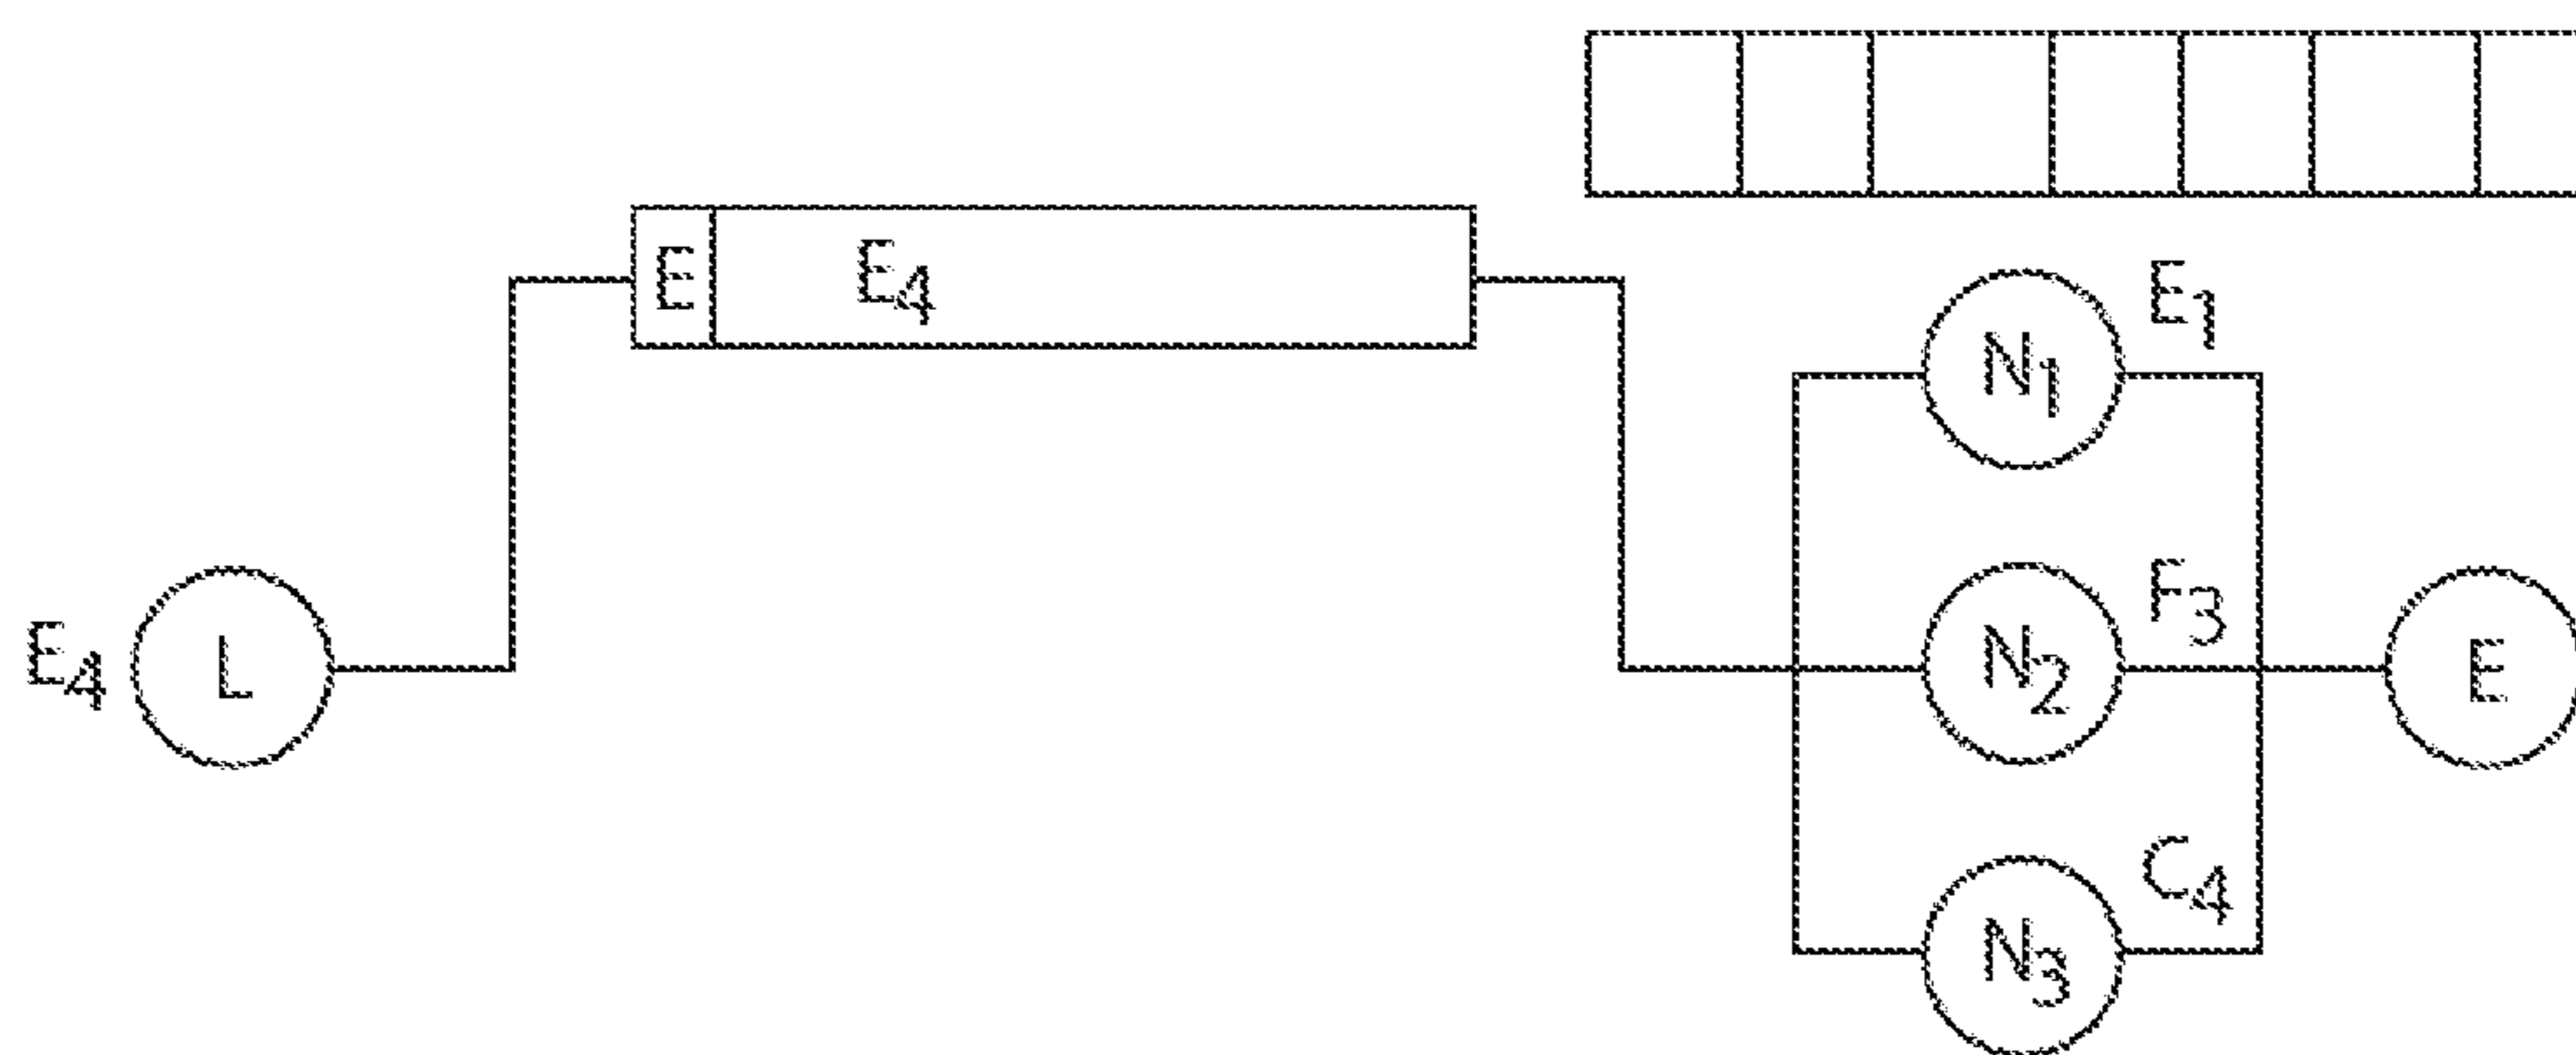 E E₄
E₁
N₁
E₄ L N₂ F₃ E
C₄
N₃